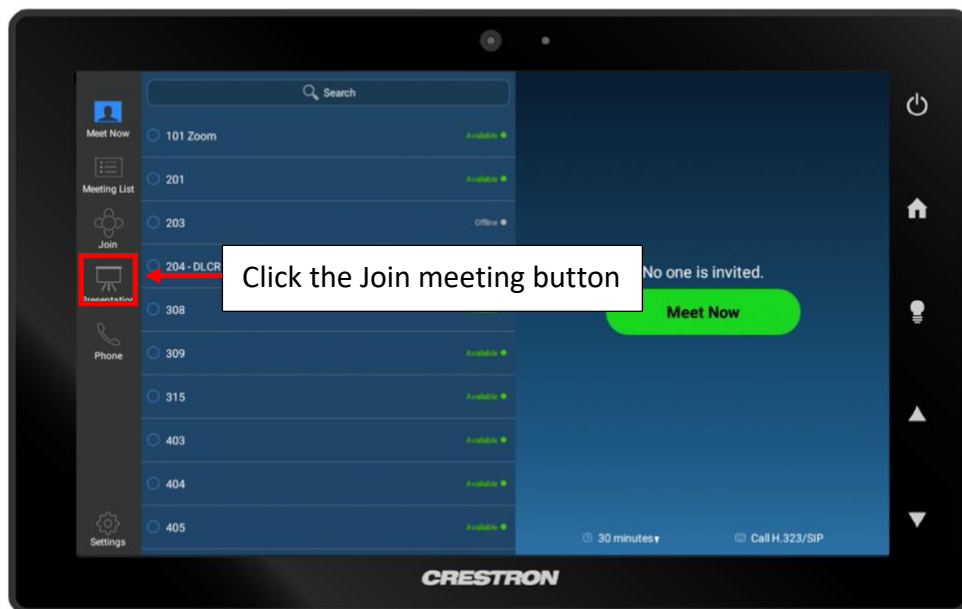 Search
Meet Now
101 Zoom
Available
Meeting List
201
Available
203
Offline
Join
204 - DLCR
Click the Join meeting button
No one is invited.
Presentation
308
Meet Now
Phone
309
Available
315
Available
403
Available
404
Available
Settings
405
Available
30 minutes
Call H.323/SIP
CRESTRON